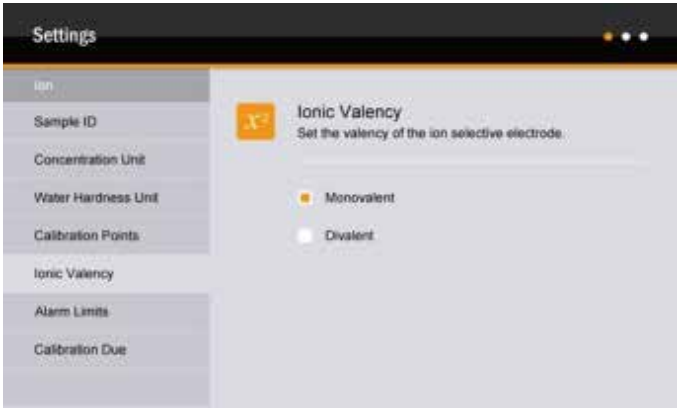 Settings
Ion
Sample ID
Concentration Unit
Water Hardness Unit
Calibration Points
Ionic Valency
Alarm Limits
Calibration Due
X²
Ionic Valency
Set the valency of the ion selective electrode.
Monovalent
Divalent